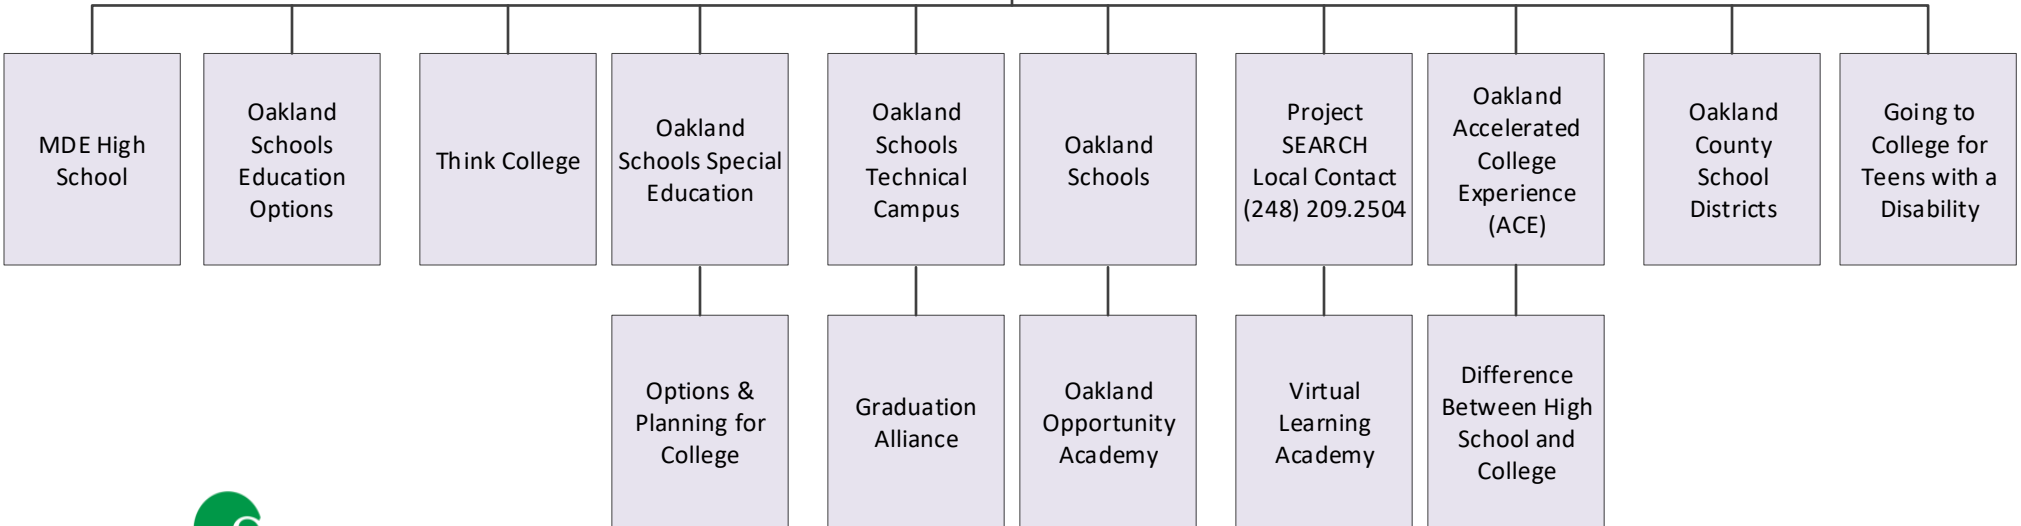 MDE High
School
Oakland
Schools
Education
Options
Think College
Oakland
Schools Special
Education
Oakland
Schools
Technical
Campus
Oakland
Schools
Project
SEARCH
Local Contact
(248) 209.2504
Oakland
Accelerated
College
Experience
(ACE)
Oakland
County
School
Districts
Going to
College for
Teens with a
Disability
Options &
Planning for
College
Graduation
Alliance
Oakland
Opportunity
Academy
Virtual
Learning
Academy
Difference
Between High
School and
College